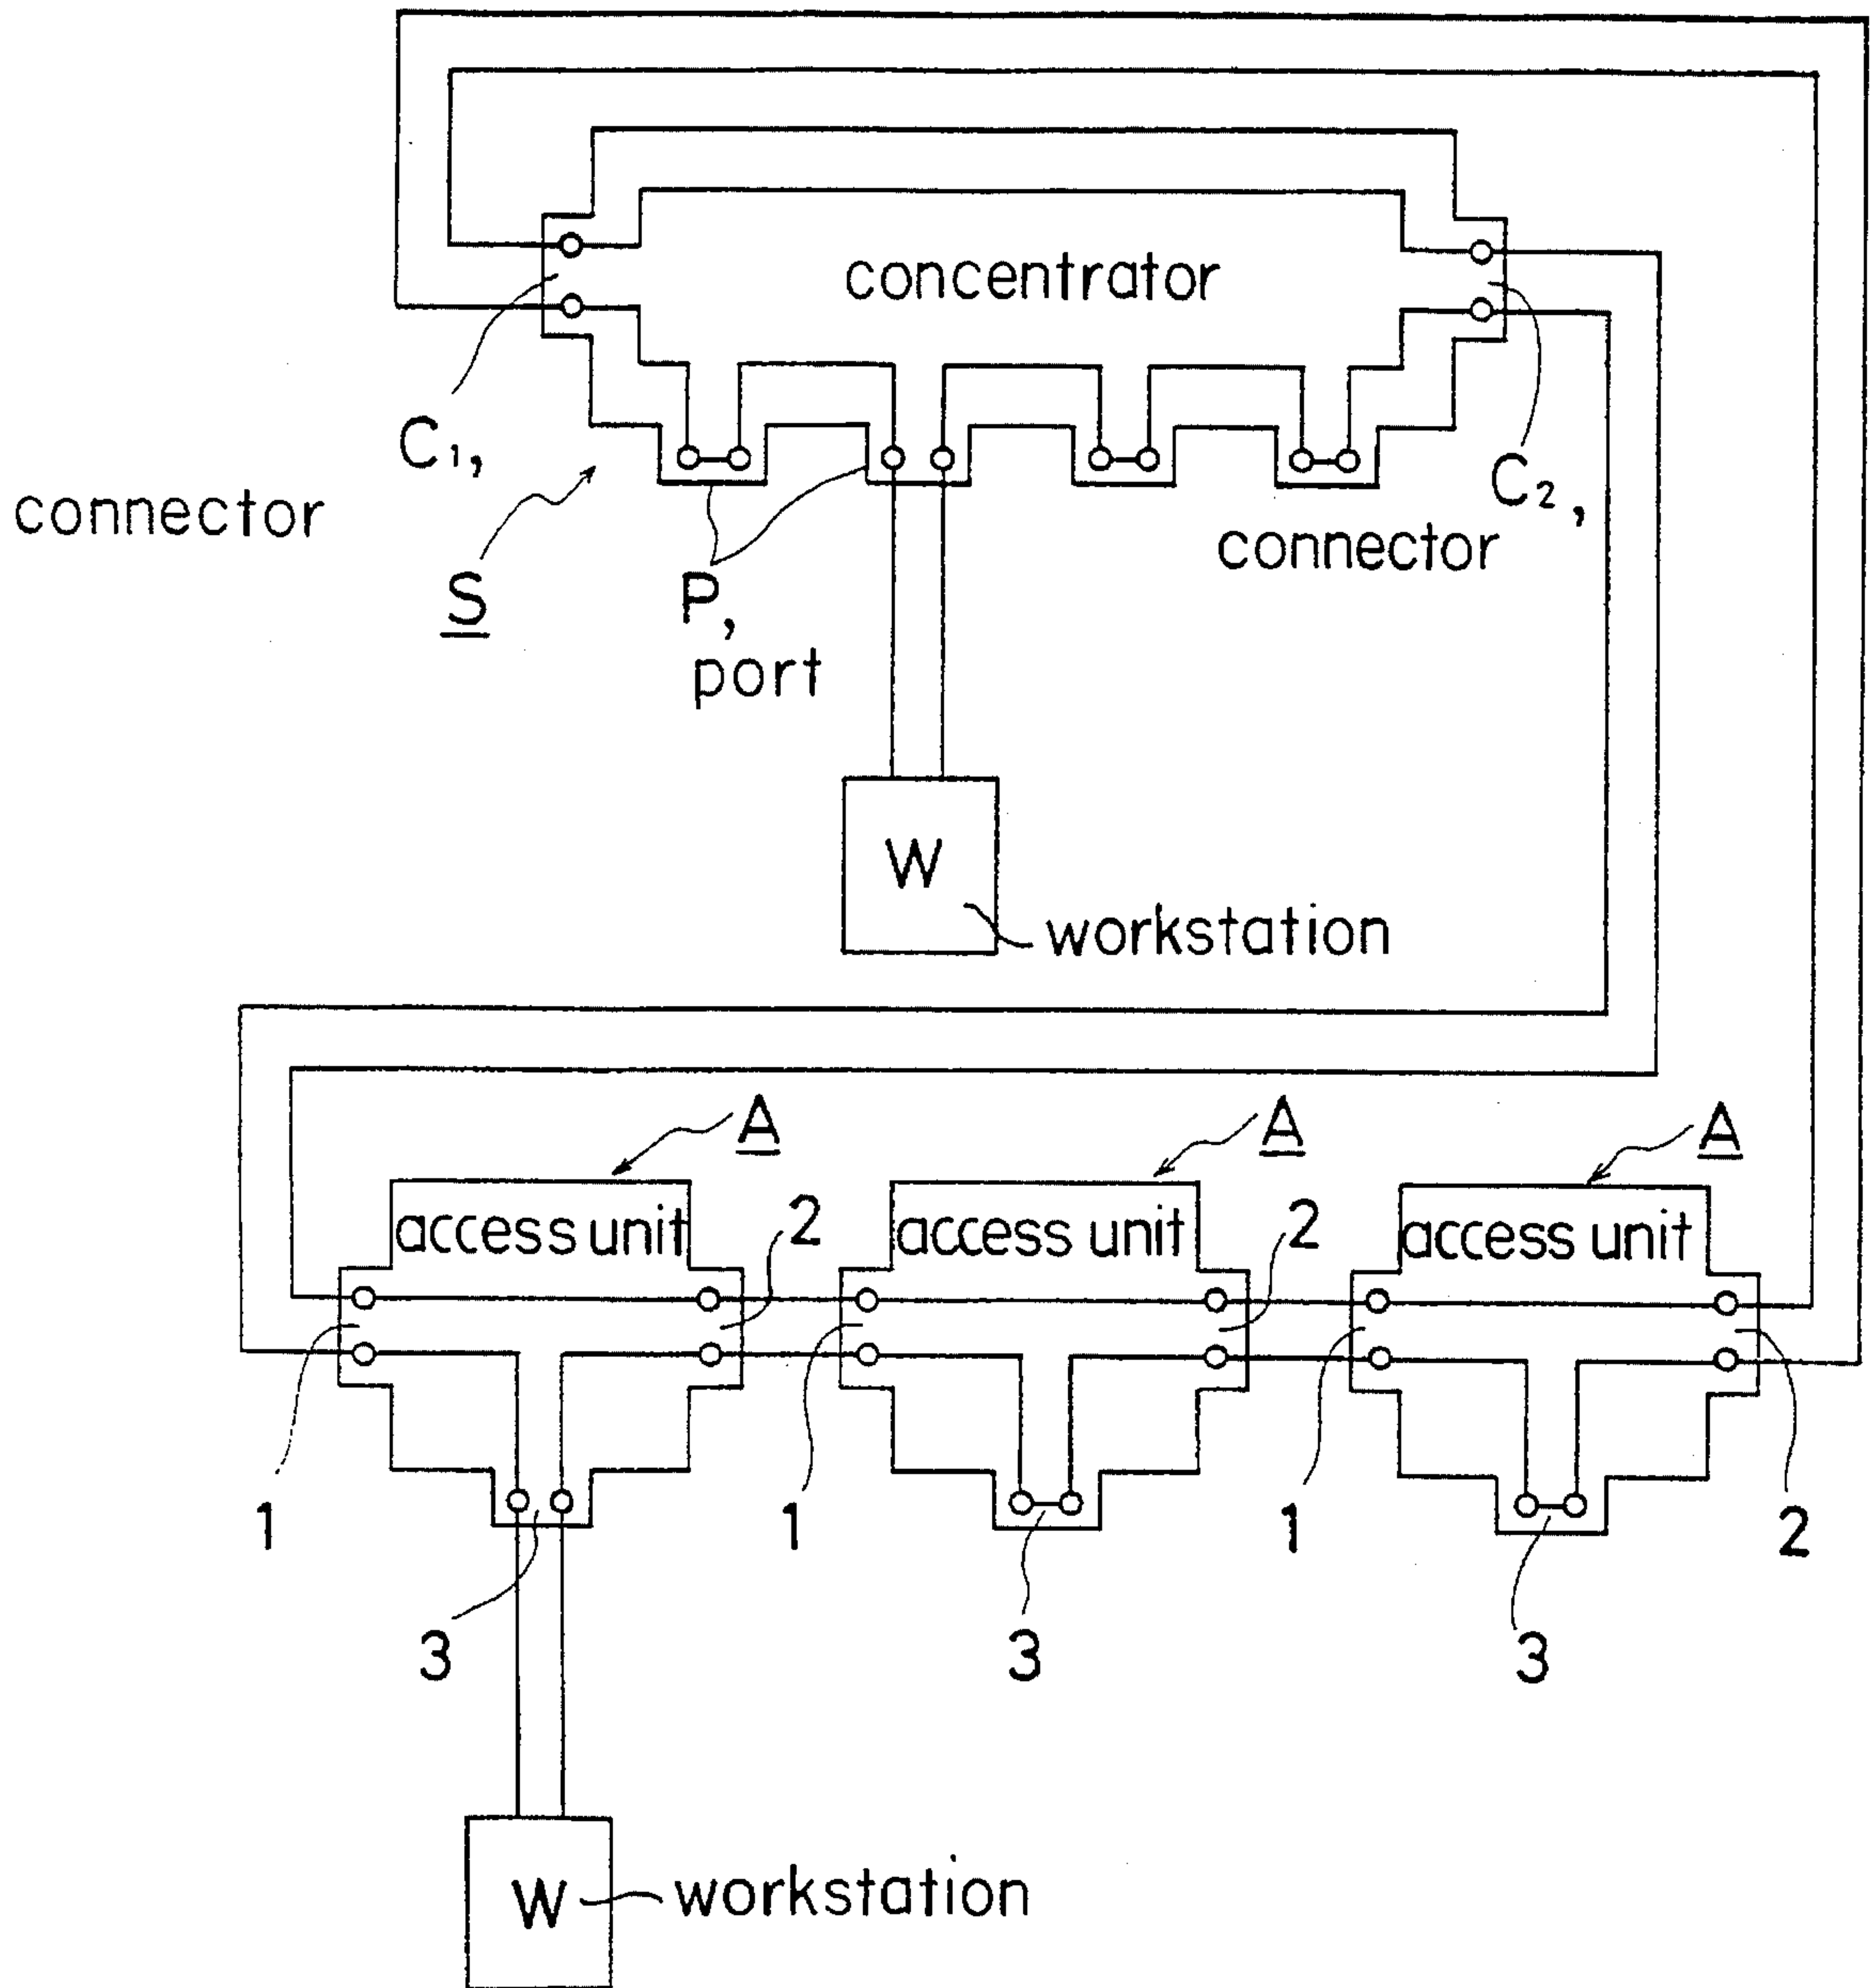 concentrator
C1,
connector
C2,
connector
S
P,
port
W
workstation
A
A
A
access unit
2
access unit
2
access unit
1
1
1
2
3
3
3
W
workstation